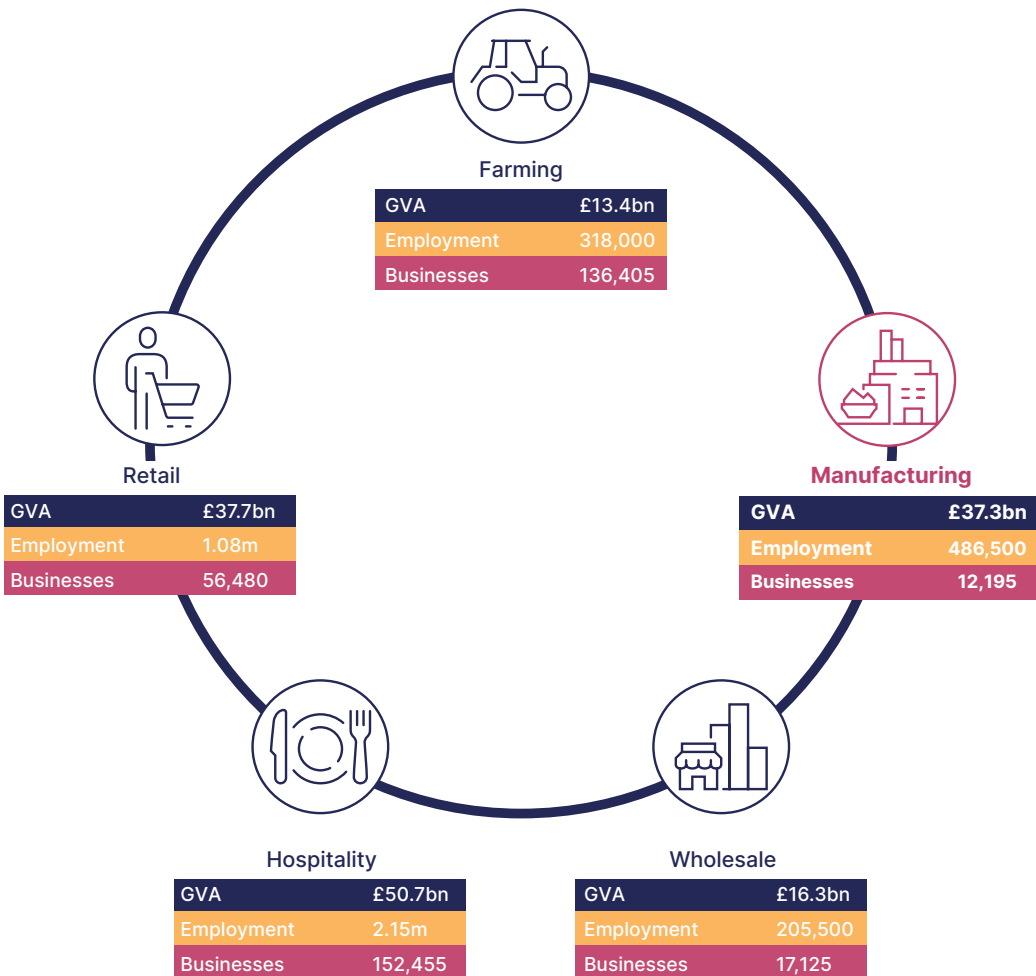 Farming
GVA £13.4bn
Employment 318,000
Businesses 136,405
Retail
GVA £37.7bn
Employment 1.08m
Businesses 56,480
Manufacturing
GVA £37.3bn
Employment 486,500
Businesses 12,195
Hospitality
GVA £50.7bn
Employment 2.15m
Businesses 152,455
Wholesale
GVA £16.3bn
Employment 205,500
Businesses 17,125